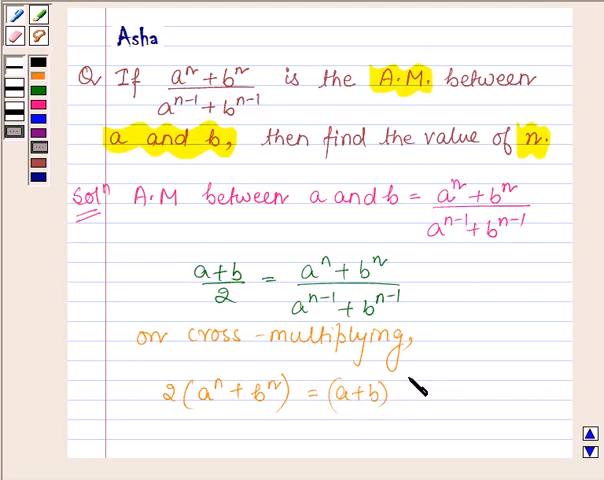 Asha
Q If (aⁿ + bⁿ)/(aⁿ⁻¹ + bⁿ⁻¹) is the A.M. between
a and b, then find the value of n.
Solⁿ A.M between a and b = (aⁿ + bⁿ)/(aⁿ⁻¹ + bⁿ⁻¹)
(a+b)/2 = (aⁿ + bⁿ)/(aⁿ⁻¹ + bⁿ⁻¹)
on cross-multiplying,
2(aⁿ + bⁿ) = (a+b)